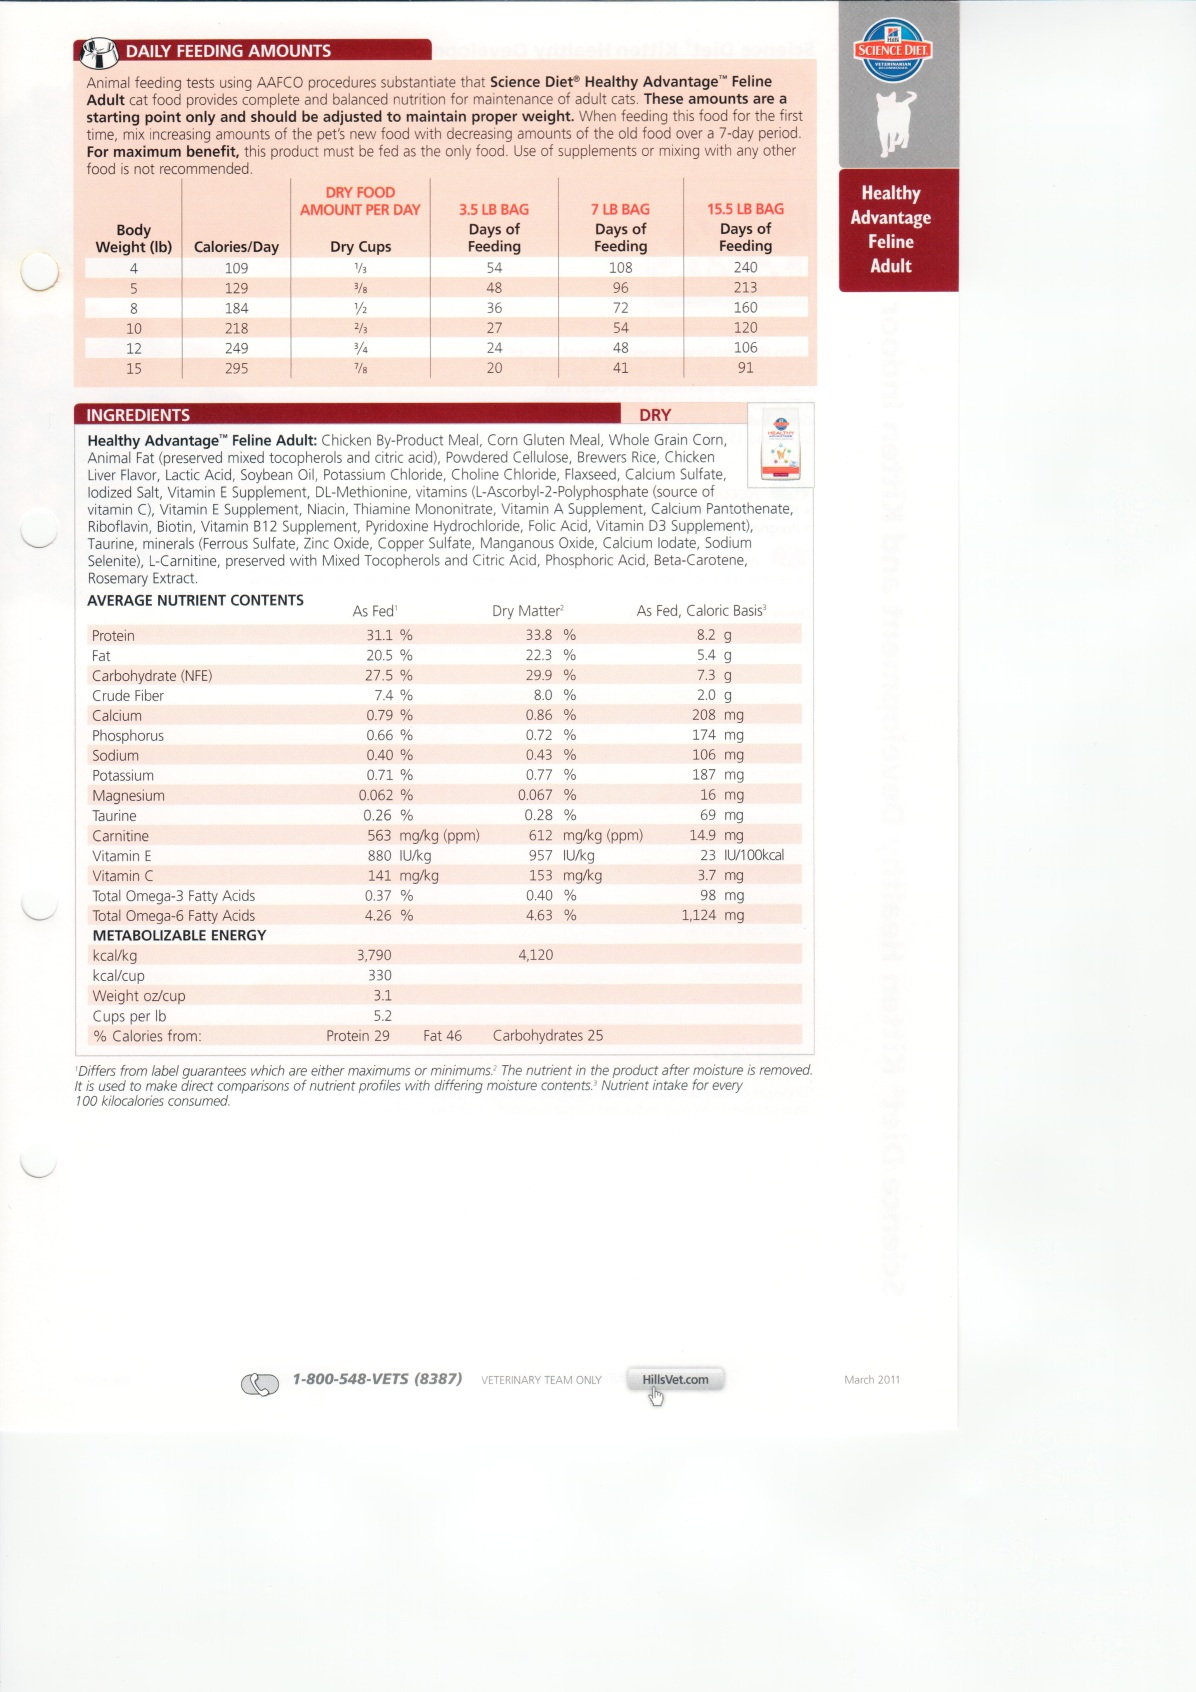 DAILY FEEDING AMOUNTS
Animal feeding tests using AAFCO procedures substantiate that Science Diet® Healthy Advantage™ Feline
Adult cat food provides complete and balanced nutrition for maintenance of adult cats. These amounts are a
starting point only and should be adjusted to maintain proper weight. When feeding this food for the first
time, mix increasing amounts of the pet's new food with decreasing amounts of the old food over a 7-day period.
For maximum benefit, this product must be fed as the only food. Use of supplements or mixing with any other
food is not recommended.
DRY FOOD
AMOUNT PER DAY 3.5 LB BAG 7 LB BAG 15.5 LB BAG
Body Days of Days of Days of
Weight (lb) Calories/Day Dry Cups Feeding Feeding Feeding
4 109 1/3 54 108 240
5 129 3/8 48 96 213
8 184 1/2 36 72 160
10 218 2/3 27 54 120
12 249 3/4 24 48 106
15 295 7/8 20 41 91
Hill's
SCIENCE DIET
VETERINARIAN
Healthy
Advantage
Feline
Adult
INGREDIENTS DRY
Healthy Advantage™ Feline Adult: Chicken By-Product Meal, Corn Gluten Meal, Whole Grain Corn,
Animal Fat (preserved mixed tocopherols and citric acid), Powdered Cellulose, Brewers Rice, Chicken
Liver Flavor, Lactic Acid, Soybean Oil, Potassium Chloride, Choline Chloride, Flaxseed, Calcium Sulfate,
Iodized Salt, Vitamin E Supplement, DL-Methionine, vitamins (L-Ascorbyl-2-Polyphosphate (source of
vitamin C), Vitamin E Supplement, Niacin, Thiamine Mononitrate, Vitamin A Supplement, Calcium Pantothenate,
Riboflavin, Biotin, Vitamin B12 Supplement, Pyridoxine Hydrochloride, Folic Acid, Vitamin D3 Supplement),
Taurine, minerals (Ferrous Sulfate, Zinc Oxide, Copper Sulfate, Manganous Oxide, Calcium Iodate, Sodium
Selenite), L-Carnitine, preserved with Mixed Tocopherols and Citric Acid, Phosphoric Acid, Beta-Carotene,
Rosemary Extract.
HEALTHY
ADVANTAGE
AVERAGE NUTRIENT CONTENTS
As Fed¹ Dry Matter² As Fed, Caloric Basis³
Protein 31.1 % 33.8 % 8.2 g
Fat 20.5 % 22.3 % 5.4 g
Carbohydrate (NFE) 27.5 % 29.9 % 7.3 g
Crude Fiber 7.4 % 8.0 % 2.0 g
Calcium 0.79 % 0.86 % 208 mg
Phosphorus 0.66 % 0.72 % 174 mg
Sodium 0.40 % 0.43 % 106 mg
Potassium 0.71 % 0.77 % 187 mg
Magnesium 0.062 % 0.067 % 16 mg
Taurine 0.26 % 0.28 % 69 mg
Carnitine 563 mg/kg (ppm) 612 mg/kg (ppm) 14.9 mg
Vitamin E 880 IU/kg 957 IU/kg 23 IU/100kcal
Vitamin C 141 mg/kg 153 mg/kg 3.7 mg
Total Omega-3 Fatty Acids 0.37 % 0.40 % 98 mg
Total Omega-6 Fatty Acids 4.26 % 4.63 % 1,124 mg
METABOLIZABLE ENERGY
kcal/kg 3,790 4,120
kcal/cup 330
Weight oz/cup 3.1
Cups per lb 5.2
% Calories from: Protein 29 Fat 46 Carbohydrates 25
¹Differs from label guarantees which are either maximums or minimums.² The nutrient in the product after moisture is removed.
It is used to make direct comparisons of nutrient profiles with differing moisture contents.³ Nutrient intake for every
100 kilocalories consumed.
1-800-548-VETS (8387) VETERINARY TEAM ONLY HillsVet.com March 2011